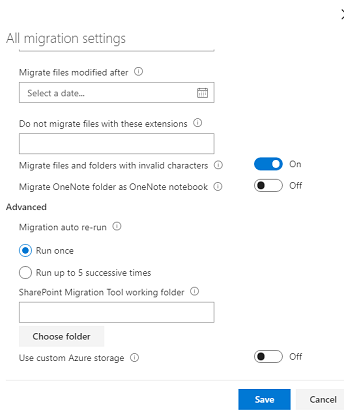 All migration settings
Migrate files modified after
Select a date...
Do not migrate files with these extensions
Migrate files and folders with invalid characters
On
Migrate OneNote folder as OneNote notebook
Off
Advanced
Migration auto re-run
Run once
Run up to 5 successive times
SharePoint Migration Tool working folder
Choose folder
Use custom Azure storage
Off
Save
Cancel